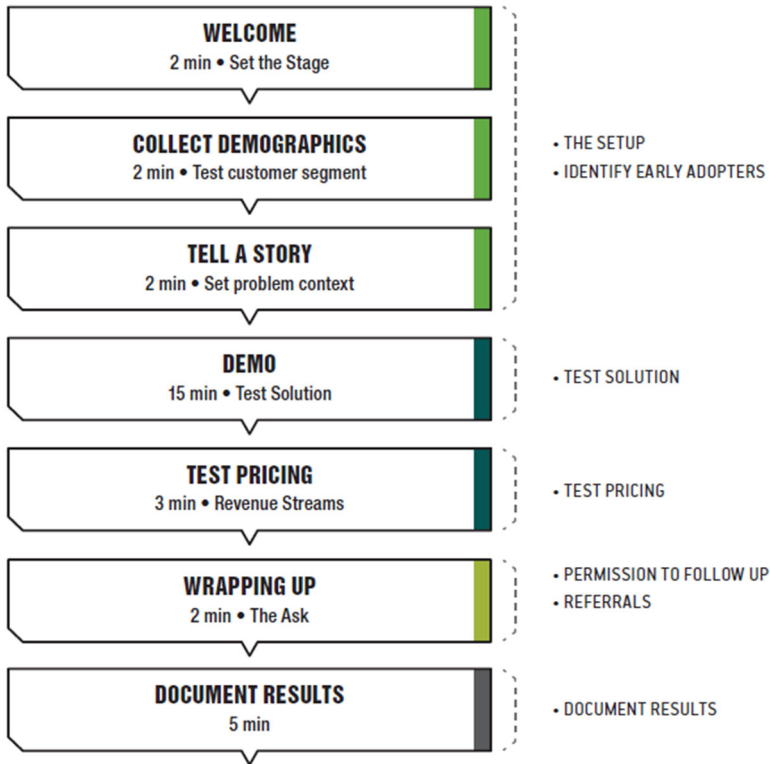 WELCOME
2 min • Set the Stage
COLLECT DEMOGRAPHICS
2 min • Test customer segment
• THE SETUP
• IDENTIFY EARLY ADOPTERS
TELL A STORY
2 min • Set problem context
DEMO
15 min • Test Solution
• TEST SOLUTION
TEST PRICING
3 min • Revenue Streams
• TEST PRICING
WRAPPING UP
2 min • The Ask
• PERMISSION TO FOLLOW UP
• REFERRALS
DOCUMENT RESULTS
5 min
• DOCUMENT RESULTS